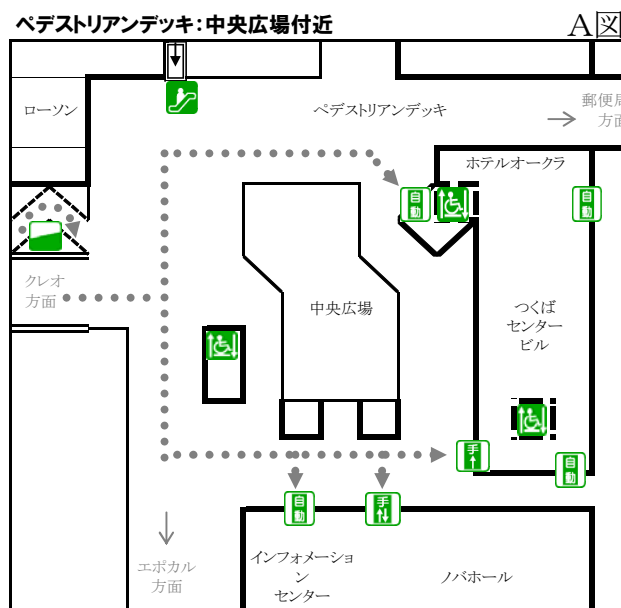 ペデストリアンデッキ：中央広場付近
A図
ローソン
ペデストリアンデッキ
郵便局
方面
ホテルオークラ
自動
自動
クレオ
方面
中央広場
つくば
センター
ビル
手
自動
自動
手
エポカル
方面
インフォメーショ
ン
センター
ノバホール